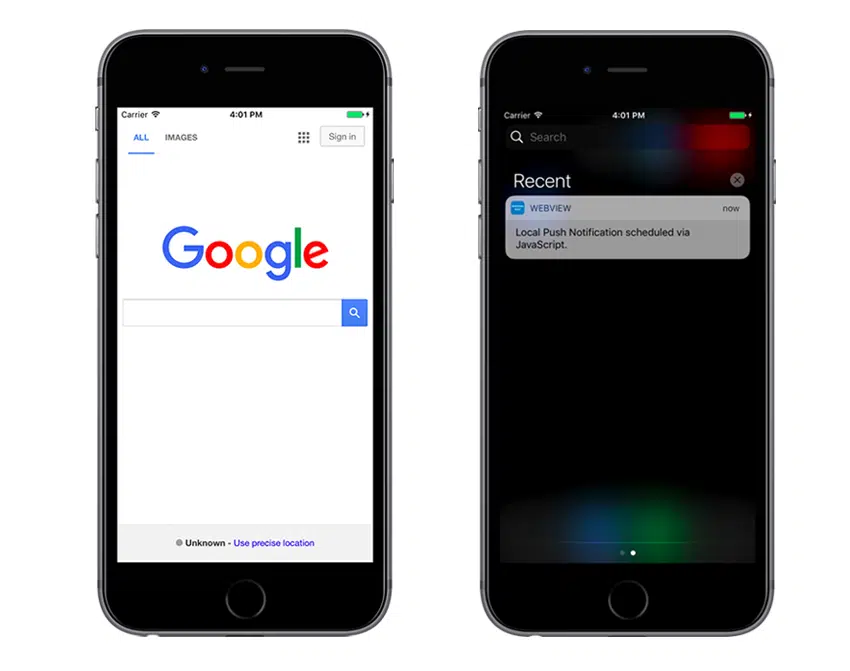 Carrier 4:01 PM
ALL IMAGES Sign in
Google
Unknown - Use precise location
Carrier 4:01 PM
Search
Recent
WEBVIEW now
Local Push Notification scheduled via
JavaScript.